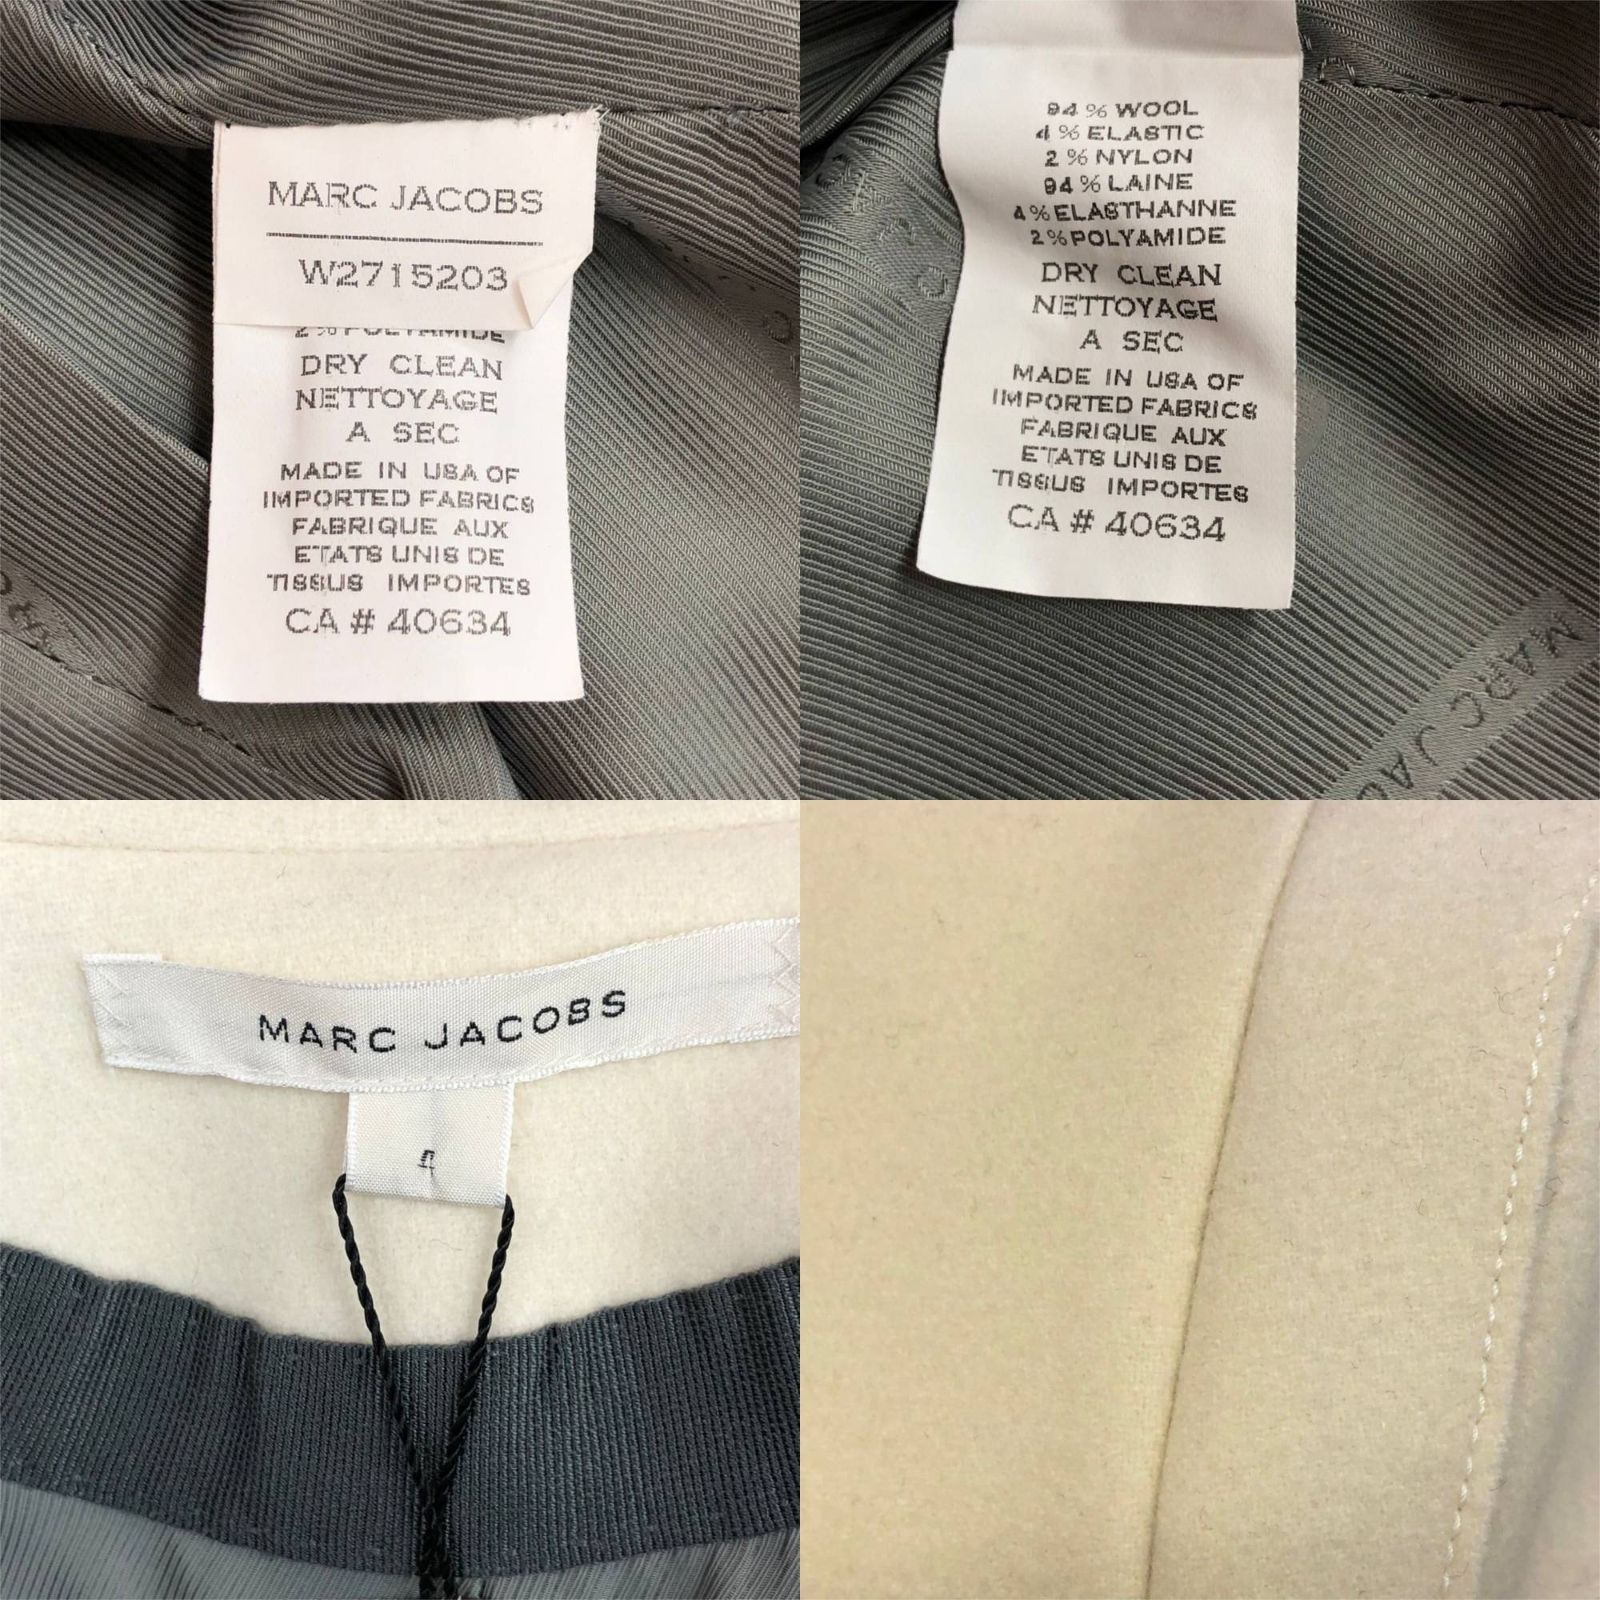 MARC JACOBS
W2715203
2% POLYAMIDE
DRY CLEAN
NETTOYAGE
A SEC
MADE IN USA OF
IMPORTED FABRICS
FABRIQUE AUX
ETATS UNIS DE
TISSUS IMPORTES
CA # 40634
94% WOOL
4% ELASTIC
2% NYLON
94% LAINE
4% ELASTHANNE
2% POLYAMIDE
DRY CLEAN
NETTOYAGE
A SEC
MADE IN USA OF
IMPORTED FABRICS
FABRIQUE AUX
ETATS UNIS DE
TISSUS IMPORTES
CA # 40634
MARC JAC
MARC JACOBS
4